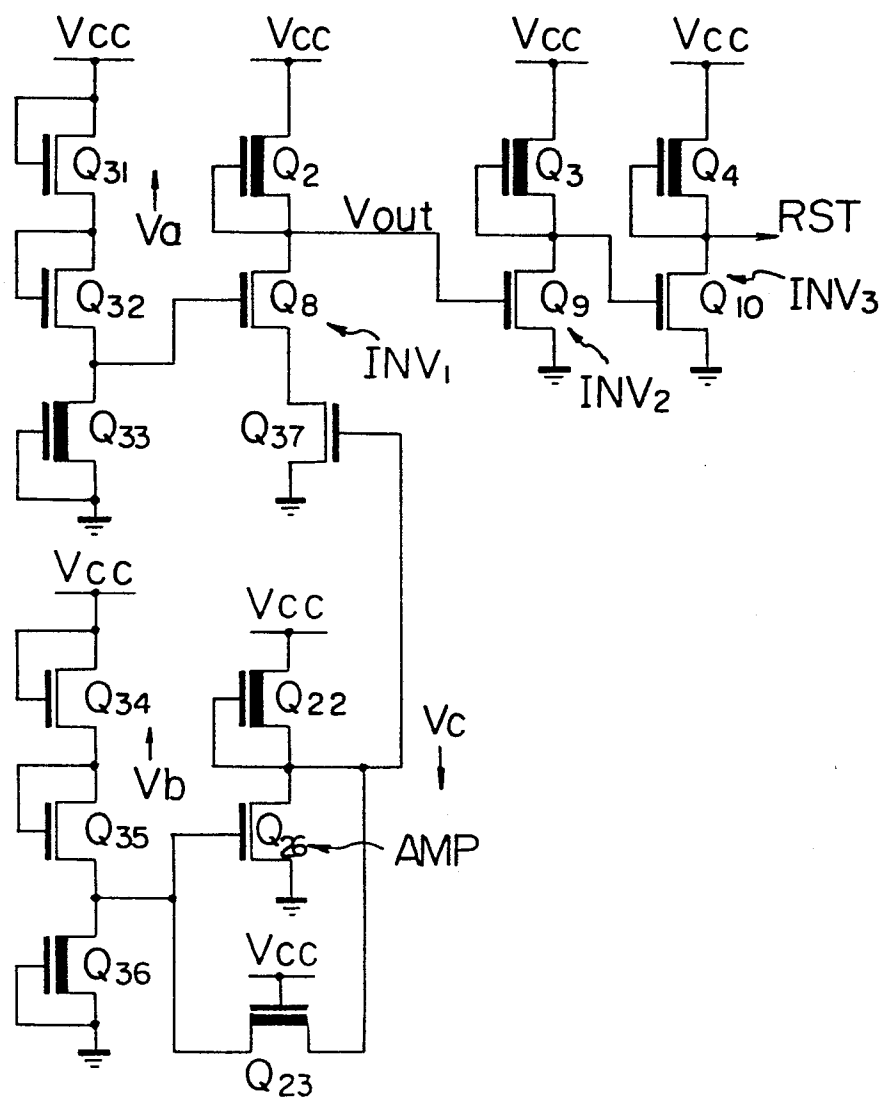 Vcc Vcc Vcc Vcc
Q31 Q2 Q3 Q4
Va Vout RST
Q32 Q8 Q9 Q10 INV3
INV1 INV2
Q33 Q37
Vcc
Vcc
Q34 Q22 Vc
Vb
Q35 Q26 AMP
Q36 Vcc
Q23